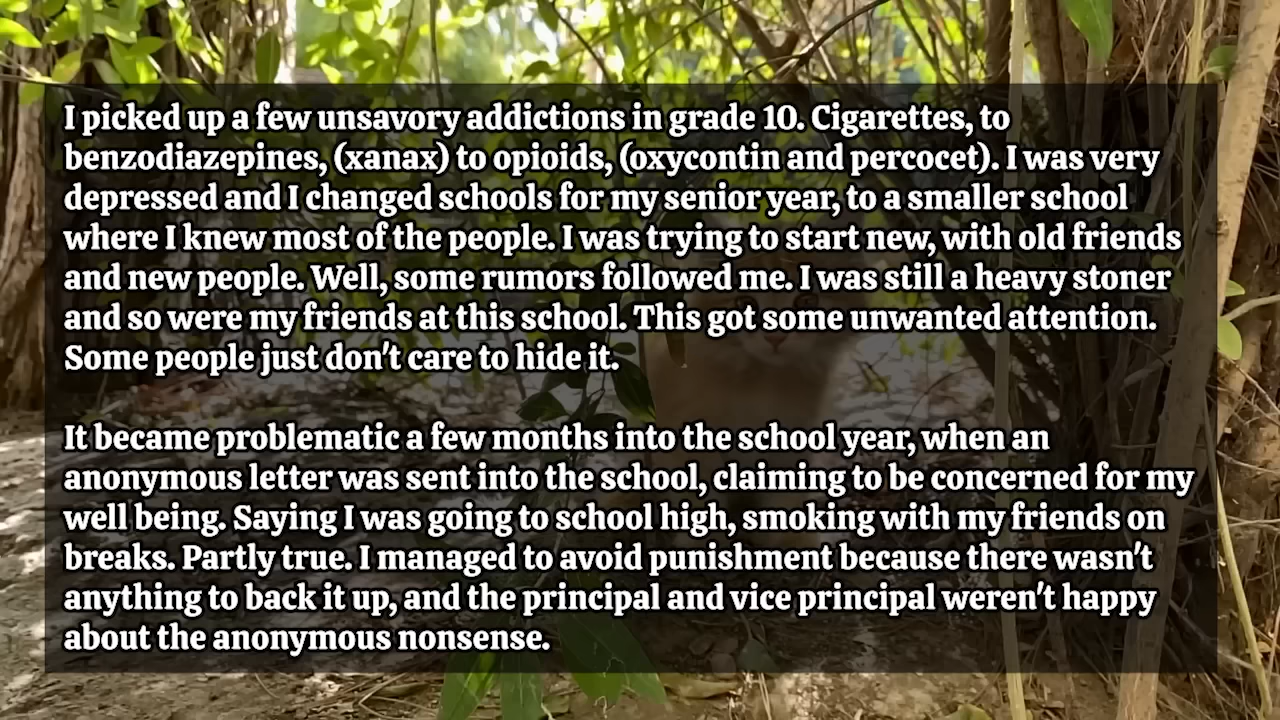 I picked up a few unsavory addictions in grade 10. Cigarettes, to
benzodiazepines, (xanax) to opioids, (oxycontin and percocet). I was very
depressed and I changed schools for my senior year, to a smaller school
where I knew most of the people. I was trying to start new, with old friends
and new people. Well, some rumors followed me. I was still a heavy stoner
and so were my friends at this school. This got some unwanted attention.
Some people just don't care to hide it.
It became problematic a few months into the school year, when an
anonymous letter was sent into the school, claiming to be concerned for my
well being. Saying I was going to school high, smoking with my friends on
breaks. Partly true. I managed to avoid punishment because there wasn't
anything to back it up, and the principal and vice principal weren't happy
about the anonymous nonsense.